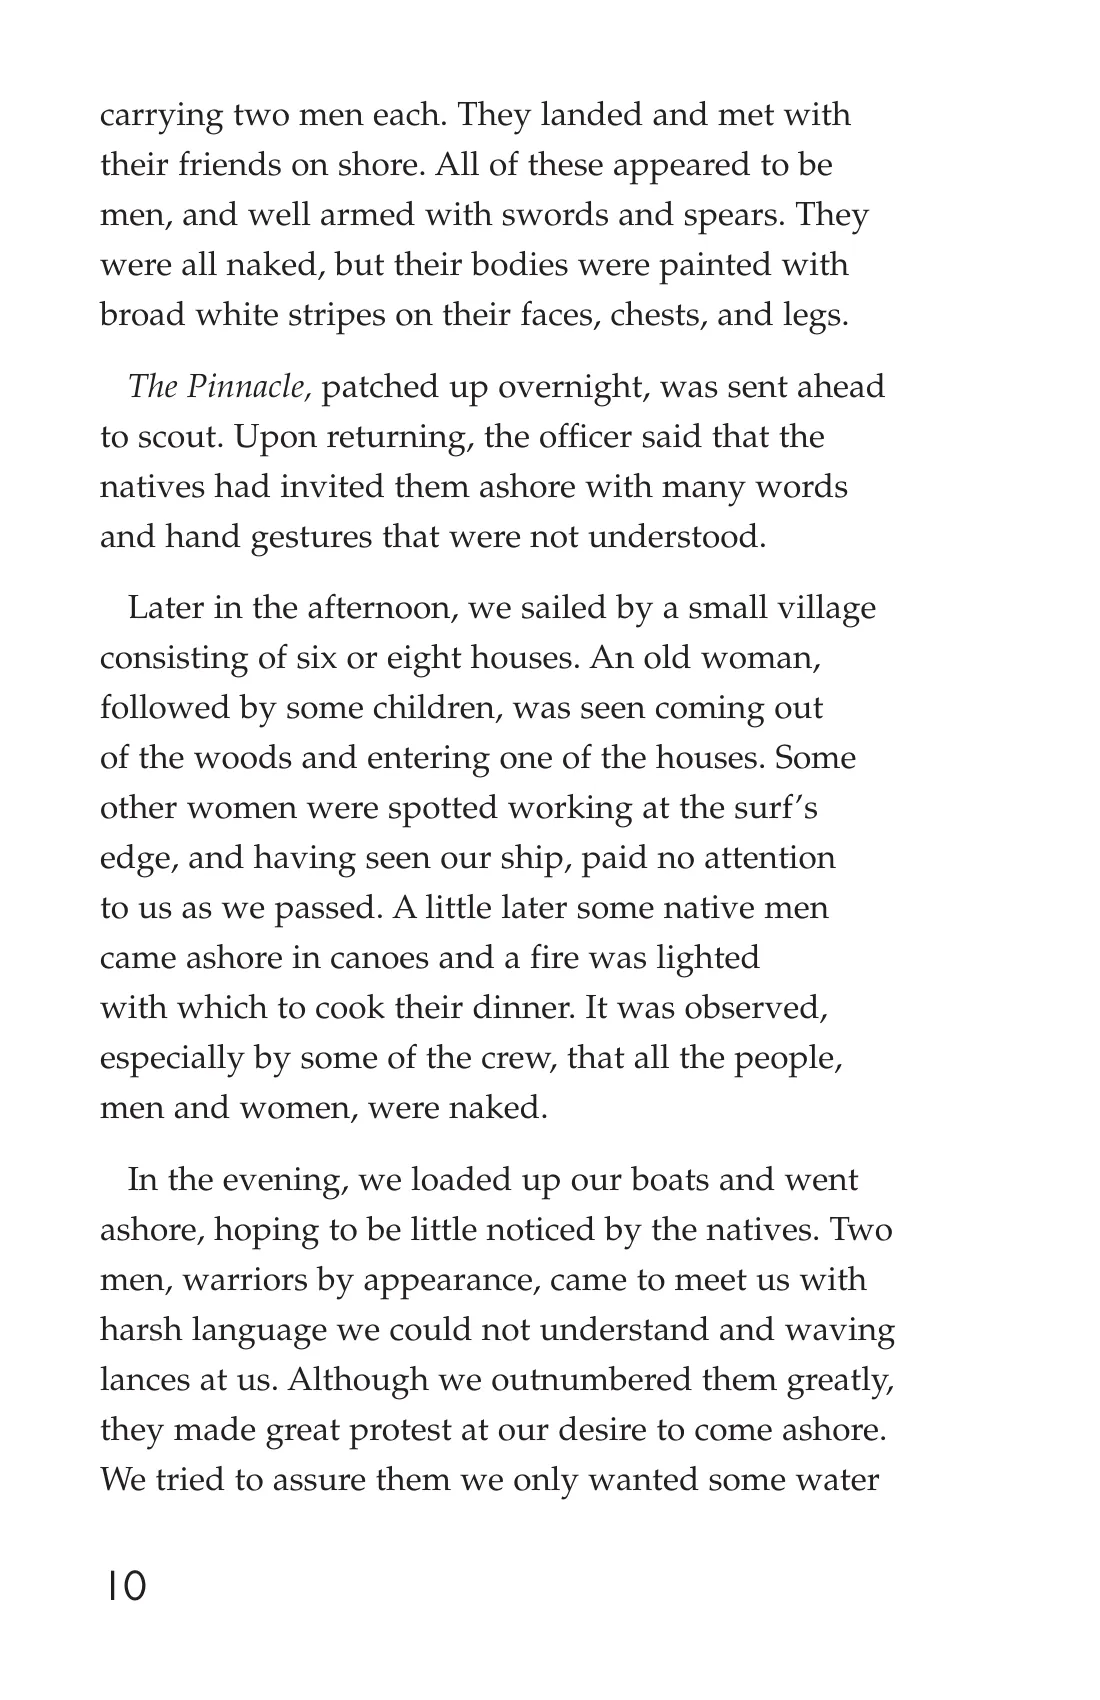 carrying two men each. They landed and met with
their friends on shore. All of these appeared to be
men, and well armed with swords and spears. They
were all naked, but their bodies were painted with
broad white stripes on their faces, chests, and legs.
The Pinnacle, patched up overnight, was sent ahead
to scout. Upon returning, the officer said that the
natives had invited them ashore with many words
and hand gestures that were not understood.
Later in the afternoon, we sailed by a small village
consisting of six or eight houses. An old woman,
followed by some children, was seen coming out
of the woods and entering one of the houses. Some
other women were spotted working at the surf’s
edge, and having seen our ship, paid no attention
to us as we passed. A little later some native men
came ashore in canoes and a fire was lighted
with which to cook their dinner. It was observed,
especially by some of the crew, that all the people,
men and women, were naked.
In the evening, we loaded up our boats and went
ashore, hoping to be little noticed by the natives. Two
men, warriors by appearance, came to meet us with
harsh language we could not understand and waving
lances at us. Although we outnumbered them greatly,
they made great protest at our desire to come ashore.
We tried to assure them we only wanted some water
10